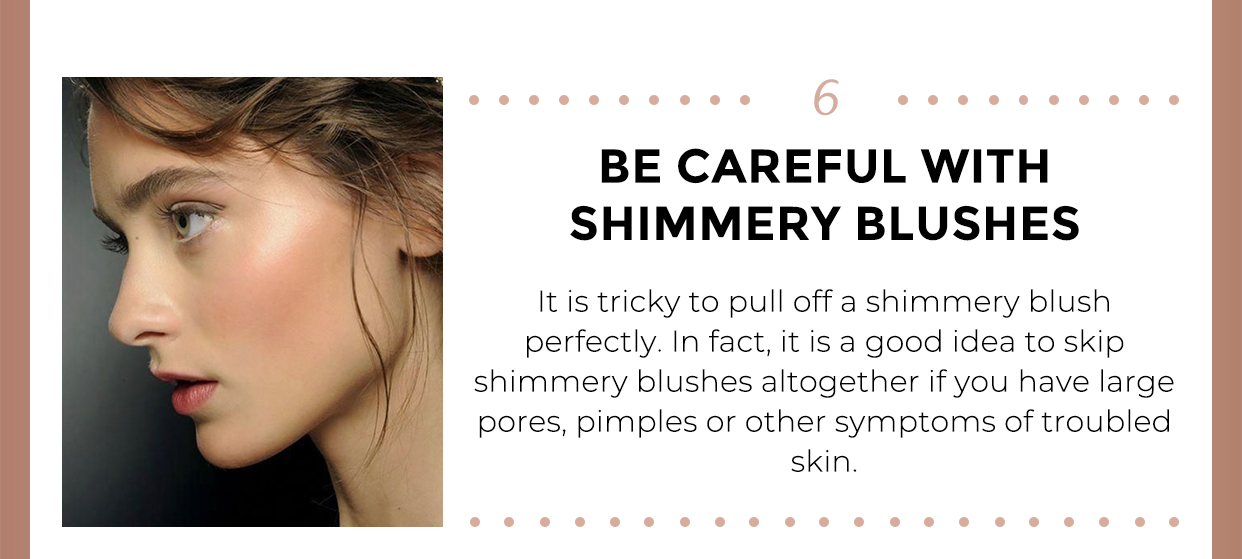 6
BE CAREFUL WITH
SHIMMERY BLUSHES
It is tricky to pull off a shimmery blush
perfectly. In fact, it is a good idea to skip
shimmery blushes altogether if you have large
pores, pimples or other symptoms of troubled
skin.